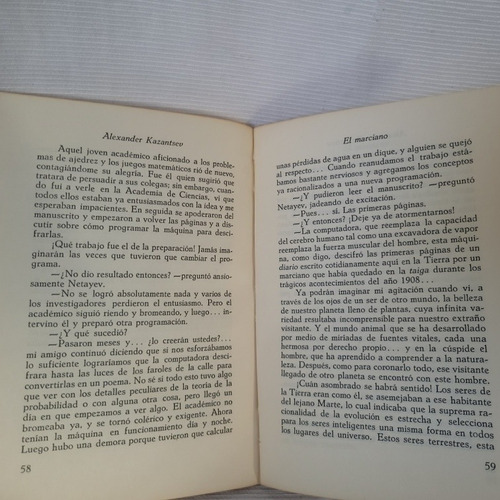 Alexander Kazantsev
Aquel joven académico aficionado a los proble-
mas de ajedrez y los juegos matemáticos rió de nuevo,
contagiándome su alegría. Fue él quien sugirió que
tratara de persuadir a sus colegas; sin embargo, cuan-
do fui a verle en la Academia de Ciencias, vi que
todos ellos estaban ya entusiasmados con la idea y me
esperaban impacientes. En seguida se apoderaron del
manuscrito y empezaron a volver las páginas y a dis-
cutir sobre cómo programar la máquina para desci-
frarlas.
¡Qué trabajo fue el de la preparación! Jamás ima-
ginarán las veces que tuvieron que cambiar el pro-
grama.
—¿No dio resultado entonces? —preguntó ansio-
samente Netayev.
—No se logró absolutamente nada y varios de
los investigadores perdieron el entusiasmo. Pero el
académico siguió riendo y bromeando, y luego... in-
tervino él y preparó otra programación.
—¿Y qué sucedió?
—Pasaron meses y... ¿lo creerán ustedes?...
mi amigo continuó diciendo que si nos esforzábamos
lo suficiente lograríamos que la computadora desci-
frara hasta las luces de los faroles de la calle para
convertirlas en un poema. No sé si todo esto tuvo algo
que ver con los detalles peculiares de la teoría de la
probabilidad o con alguna otra cosa, pero llegó un
día en que empezamos a ver algo. El académico no
bromeaba ya, y se tornó colérico y exigente. Ahora
tenían la máquina en funcionamiento día y noche.
Luego hubo una demora porque tuvieron que calcular
58
El marciano
unas pérdidas de agua en un dique, y alguien se quejó
con respecto... Cuando reanudamos el trabajo está-
bamos bastante nerviosos y agregamos los conceptos
ya racionalizados a una nueva programación.
—¿Y pudieron leer el manuscrito? —preguntó
Netayev, jadeando de excitación.
—Pues... sí. Las primeras páginas.
—¿Y entonces? ¡Deje ya de atormentarnos!
—La computadora, que reemplaza la capacidad
del cerebro humano tal como una excavadora de vapor
reemplaza la fuerza muscular del hombre, esta máqui-
na, como digo, descifró las primeras páginas de un
diario escrito cotidianamente aquí en la Tierra por un
marciano que había quedado en la taiga durante los
trágicos acontecimientos del año 1908...
Ya podrán imaginar mi agitación cuando vi, a
través de los ojos de un ser de otro mundo, la belleza
de nuestro planeta lleno de plantas, cuya infinita va-
riedad resultaba incomprensible para nuestro extraño
visitante. Y el mundo animal que se ha desarrollado
por medio de miríadas de fuentes vitales, cada una
hermosa por derecho propio... y en la cúspide el
hombre, que ha aprendido a comprender a la natura-
leza. Después, como para coronarlo todo, ese visitante
llegado de otro planeta se encontró con este hombre.
¡Cuán asombrado se habrá sentido! Los seres de
la Tierra eran como él, se asemejaban a ese habitante
del lejano Marte, lo cual indicaba que la suprema ra-
cionalidad de la evolución es estrecha y selecciona
para los seres inteligentes una misma forma en todos
los lugares del universo. Estos seres terrestres, esta
59